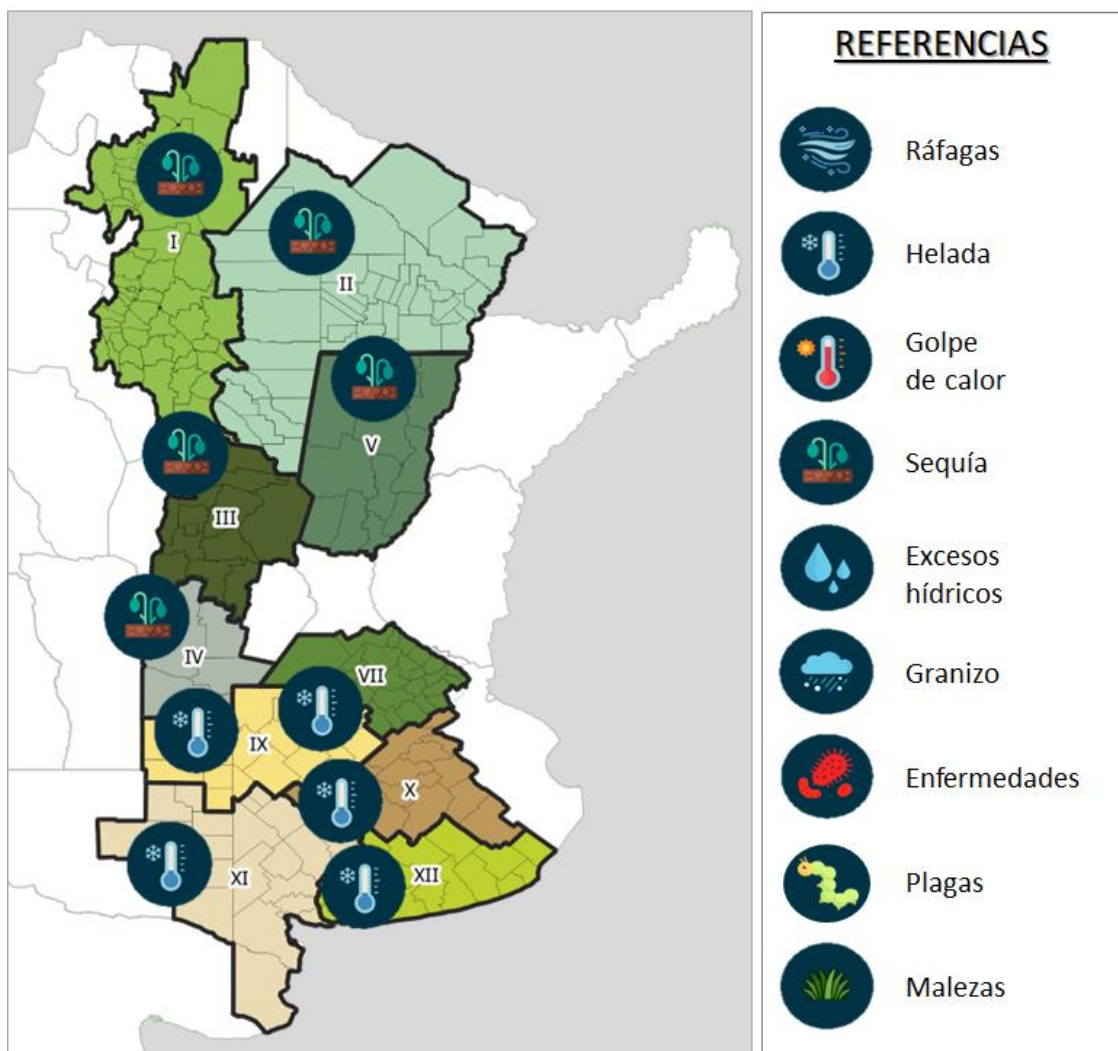 REFERENCIAS
Ráfagas
Helada
Golpe
de calor
Sequía
Excesos
hídricos
Granizo
Enfermedades
Plagas
Malezas
I
II
V
III
IV
VII
IX
X
XI
XII